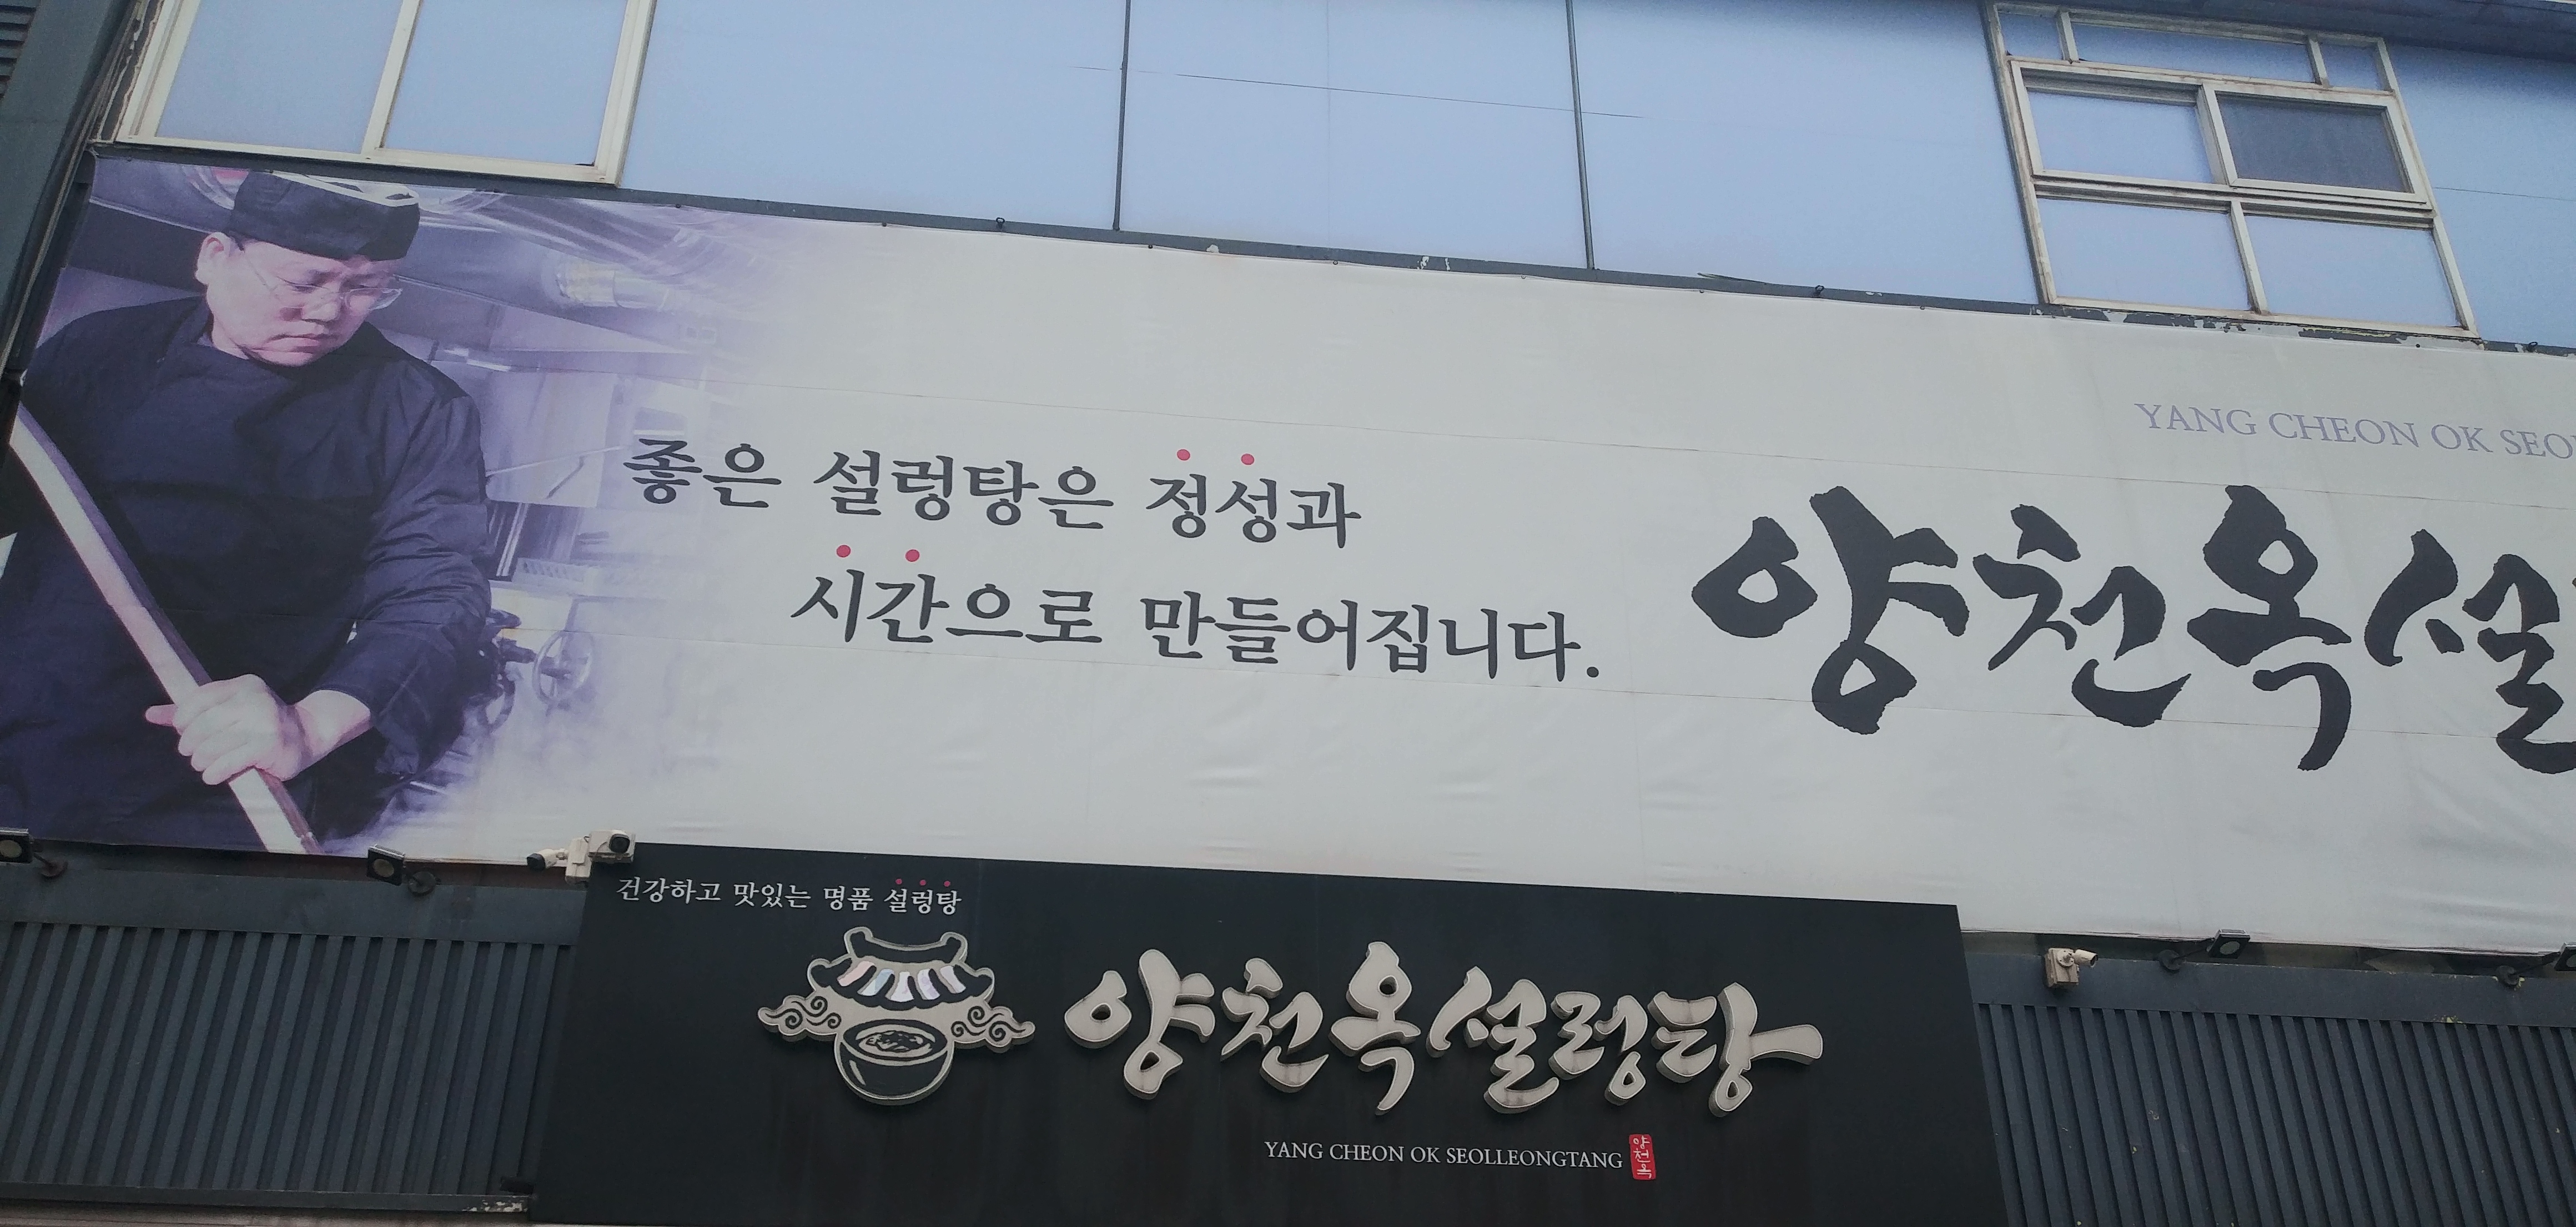 좋은 설렁탕은 정성과
시간으로 만들어집니다.
YANG CHEON OK SEO
양천옥설
건강하고 맛있는 명품 설렁탕
양천옥설렁탕
YANG CHEON OK SEOLLEONGTANG
양천옥